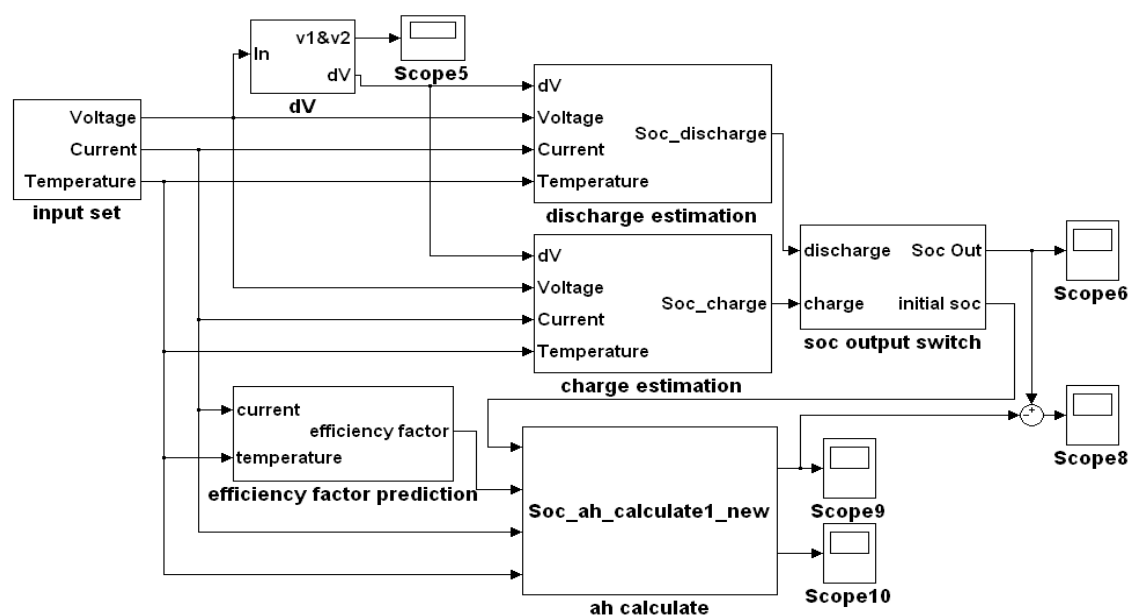 v1&v2
In
dV
Scope5
dV
dV
Voltage
Voltage
Soc_discharge
Current
Current
Temperature
Temperature
input set
discharge estimation
discharge
Soc Out
dV
Voltage
Soc_charge
charge
initial soc
Scope6
Current
soc output switch
Temperature
charge estimation
current
efficiency factor
-
+
temperature
Scope8
efficiency factor prediction
Soc_ah_calculate1_new
Scope9
Scope10
ah calculate